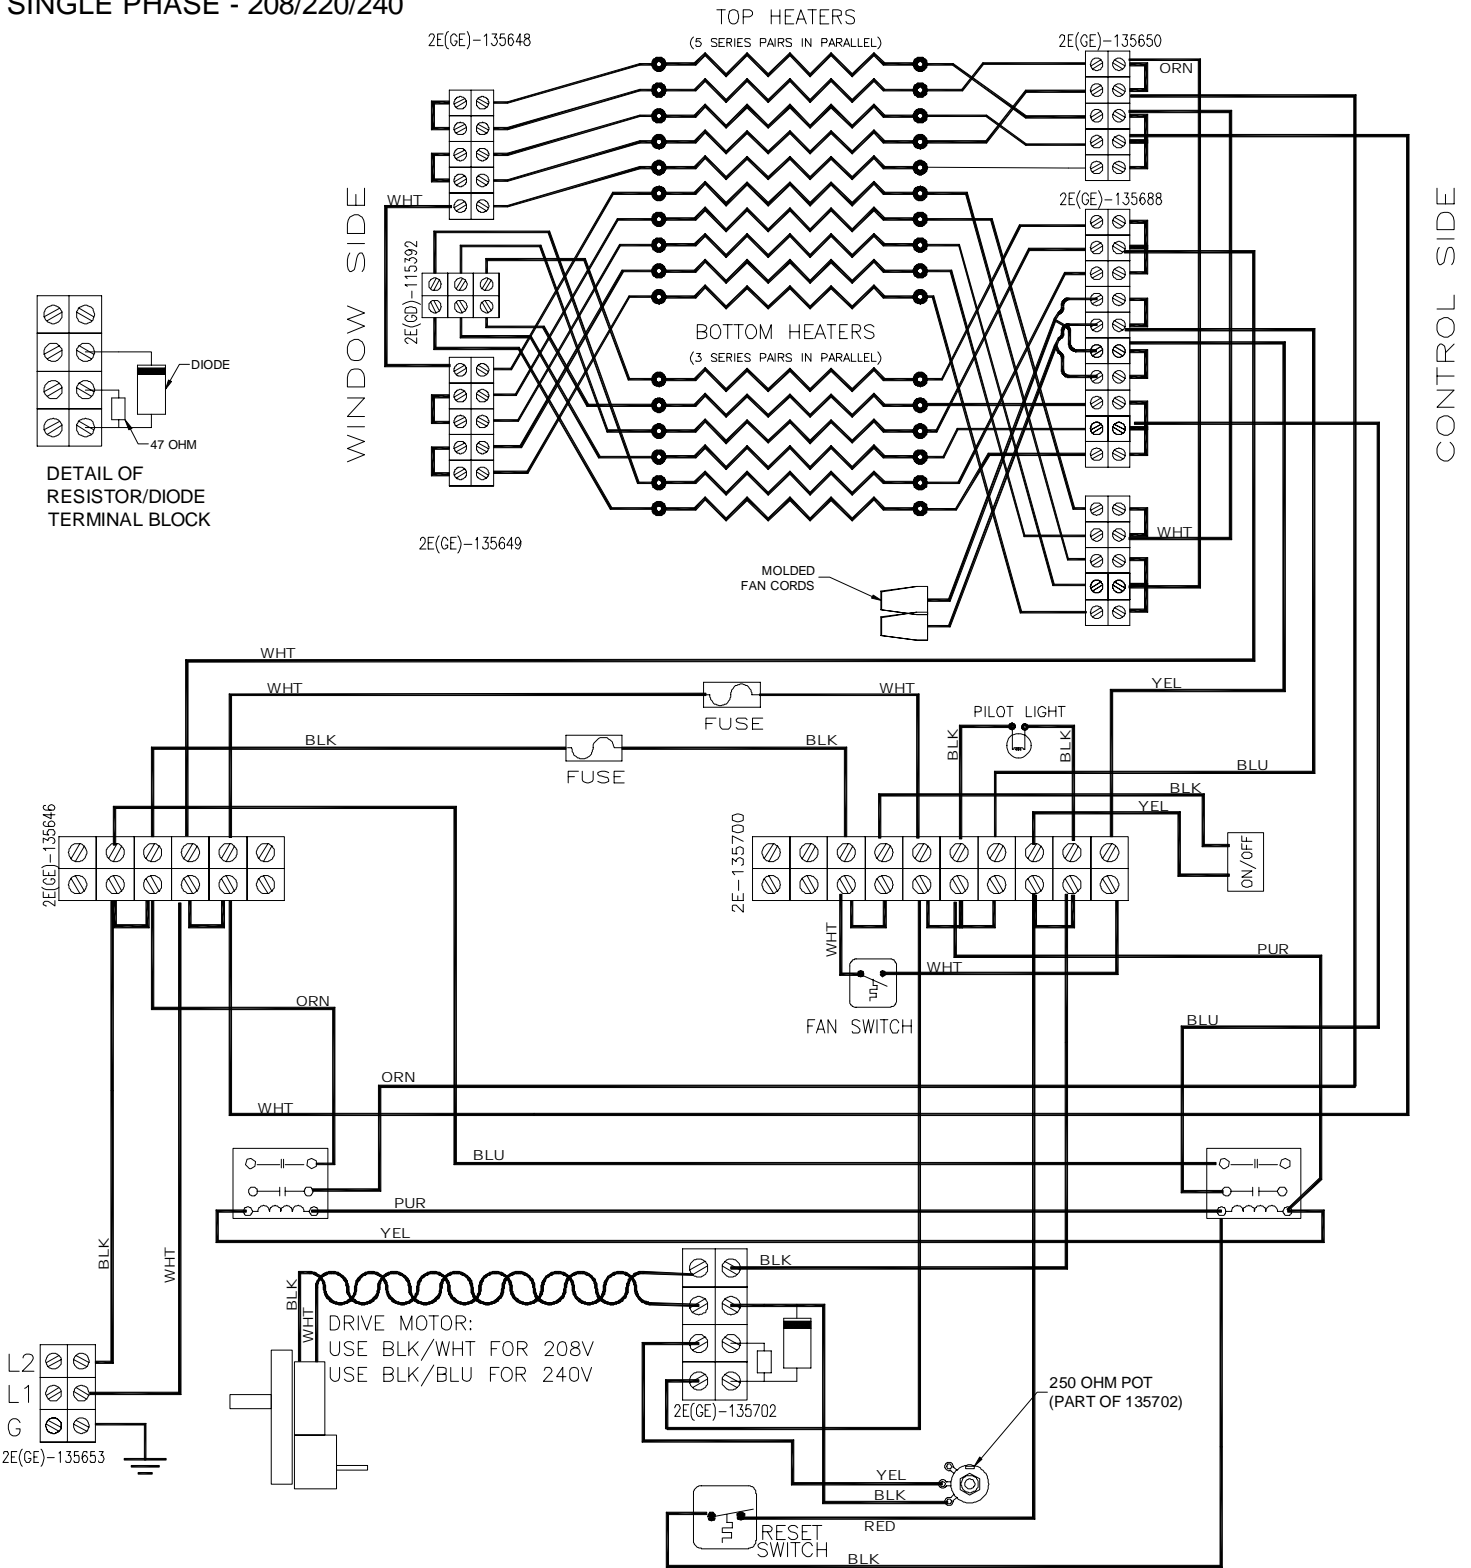 SINGLE PHASE - 208/220/240
TOP HEATERS
(5 SERIES PAIRS IN PARALLEL)
2E(GE)-135648
2E(GE)-135650
ORN
WHT
WINDOW SIDE
CONTROL SIDE
2E(GE)-135688
2E(GD)-115392
BOTTOM HEATERS
(3 SERIES PAIRS IN PARALLEL)
DIODE
47 OHM
DETAIL OF
RESISTOR/DIODE
TERMINAL BLOCK
2E(GE)-135649
WHT
MOLDED
FAN CORDS
WHT
WHT
FUSE
WHT
YEL
PILOT LIGHT
BLK
FUSE
BLK
BLK
BLK
BLU
BLK
YEL
2E(GE)-135646
2E-135700
ON/OFF
WHT
FAN SWITCH
WHT
PUR
ORN
BLU
ORN
WHT
BLU
PUR
YEL
BLK
WHT
BLK
WHT
BLK
DRIVE MOTOR:
USE BLK/WHT FOR 208V
USE BLK/BLU FOR 240V
L2
L1
G
2E(GE)-135653
2E(GE)-135702
250 OHM POT
(PART OF 135702)
YEL
BLK
RED
RESET
SWITCH
BLK